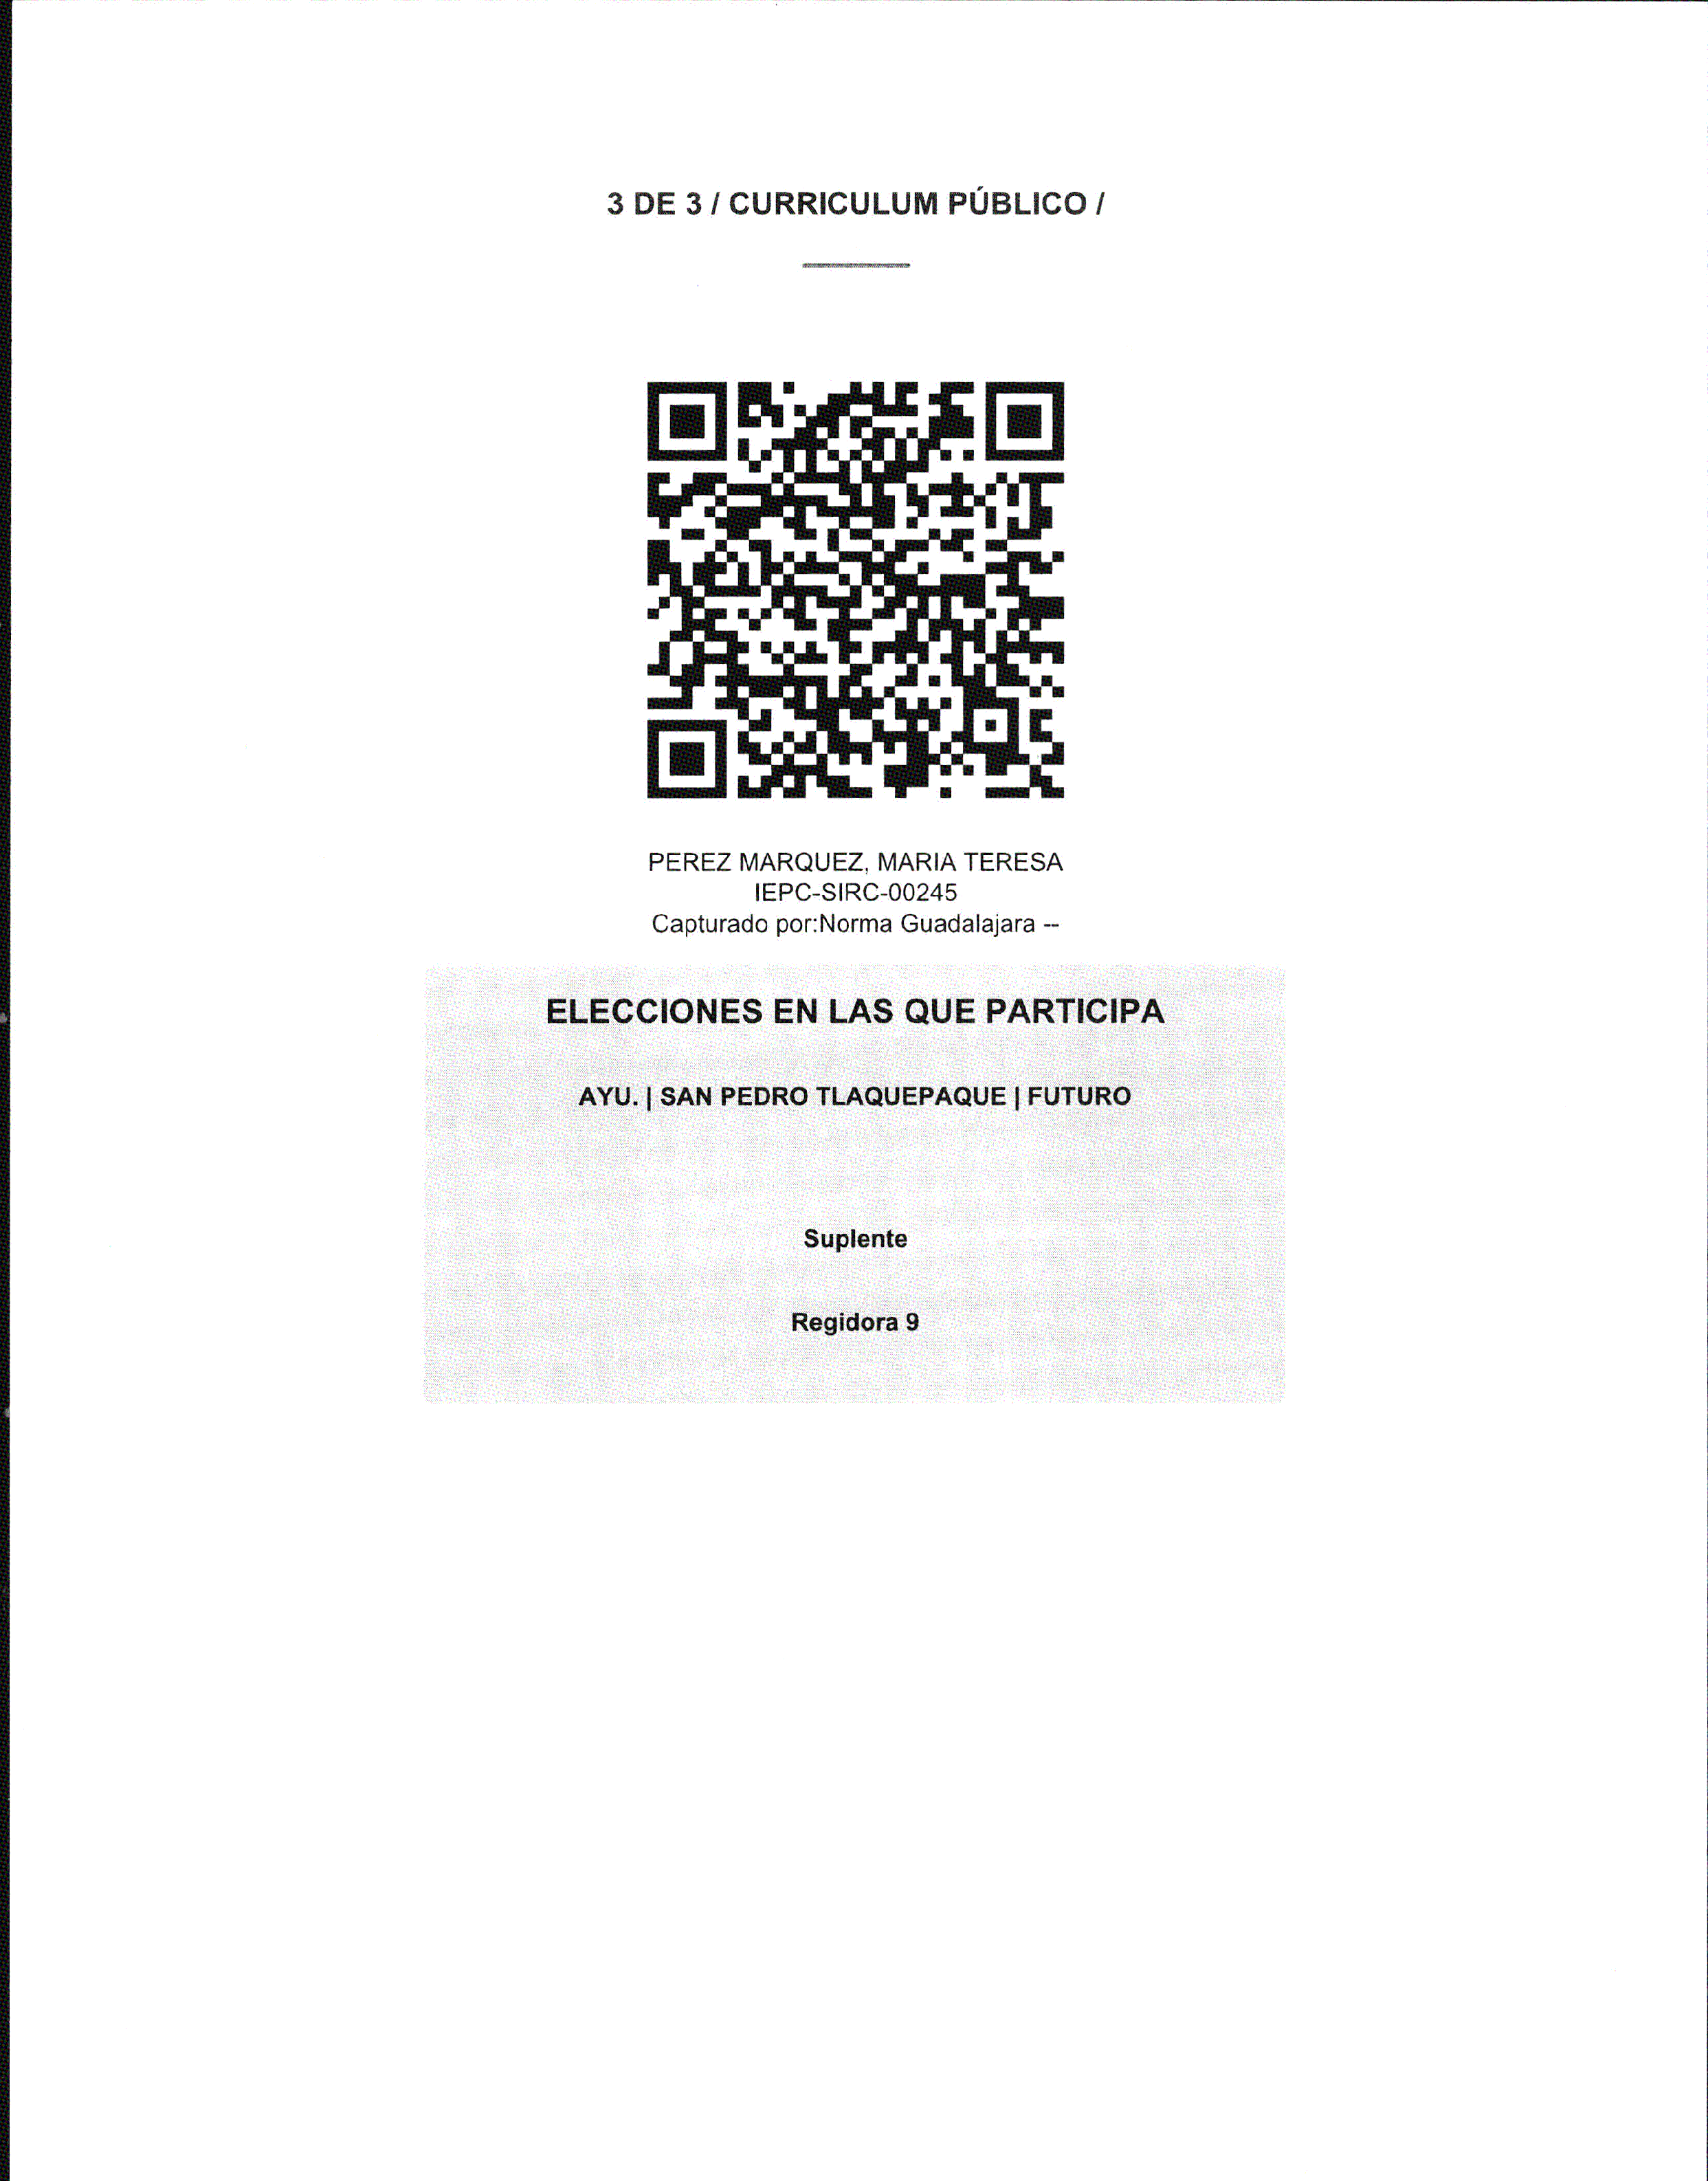 3 DE 3 / CURRICULUM PÚBLICO /
PEREZ MARQUEZ, MARIA TERESA
IEPC-SIRC-00245
Capturado por:Norma Guadalajara --
ELECCIONES EN LAS QUE PARTICIPA
AYU. | SAN PEDRO TLAQUEPAQUE | FUTURO
Suplente
Regidora 9